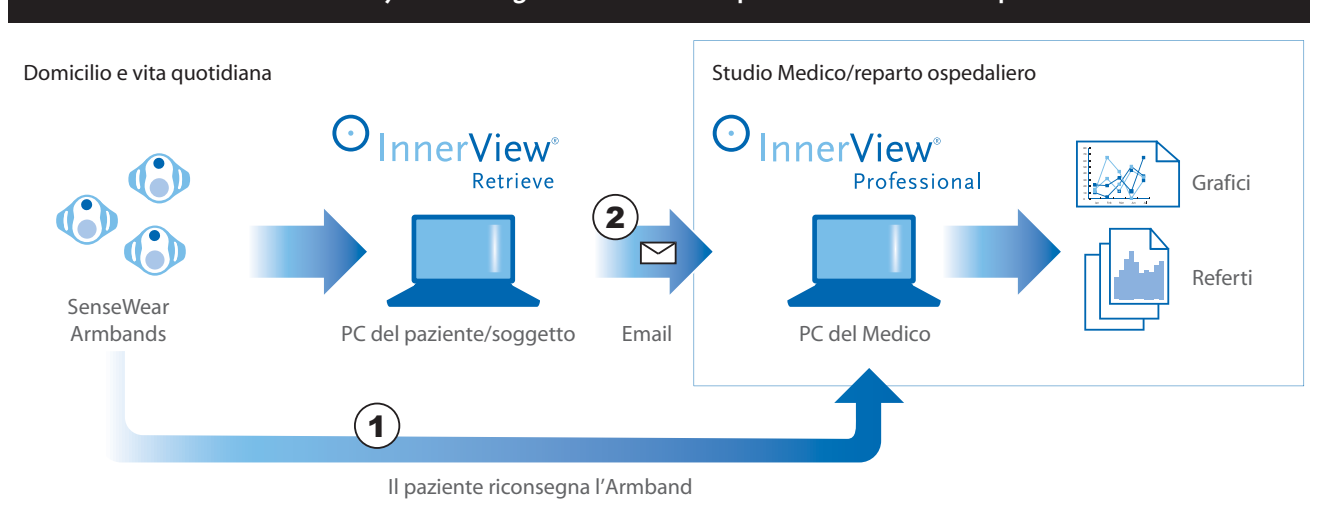 Domicilio e vita quotidiana
Studio Medico/reparto ospedaliero
InnerView®
Retrieve
InnerView®
Professional
Grafici
2
Referti
SenseWear
Armbands
PC del paziente/soggetto
Email
PC del Medico
1
Il paziente riconsegna l’Armband